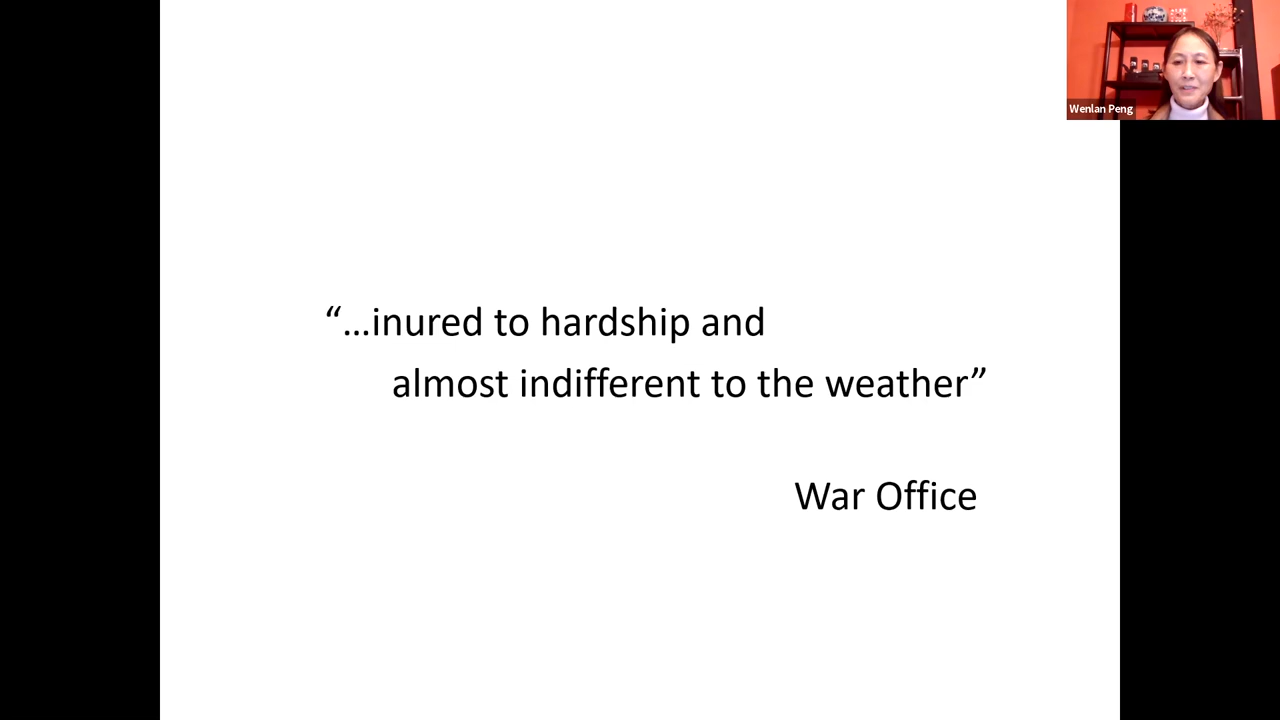 Wenlan Peng
“...inured to hardship and
almost indifferent to the weather”
War Office